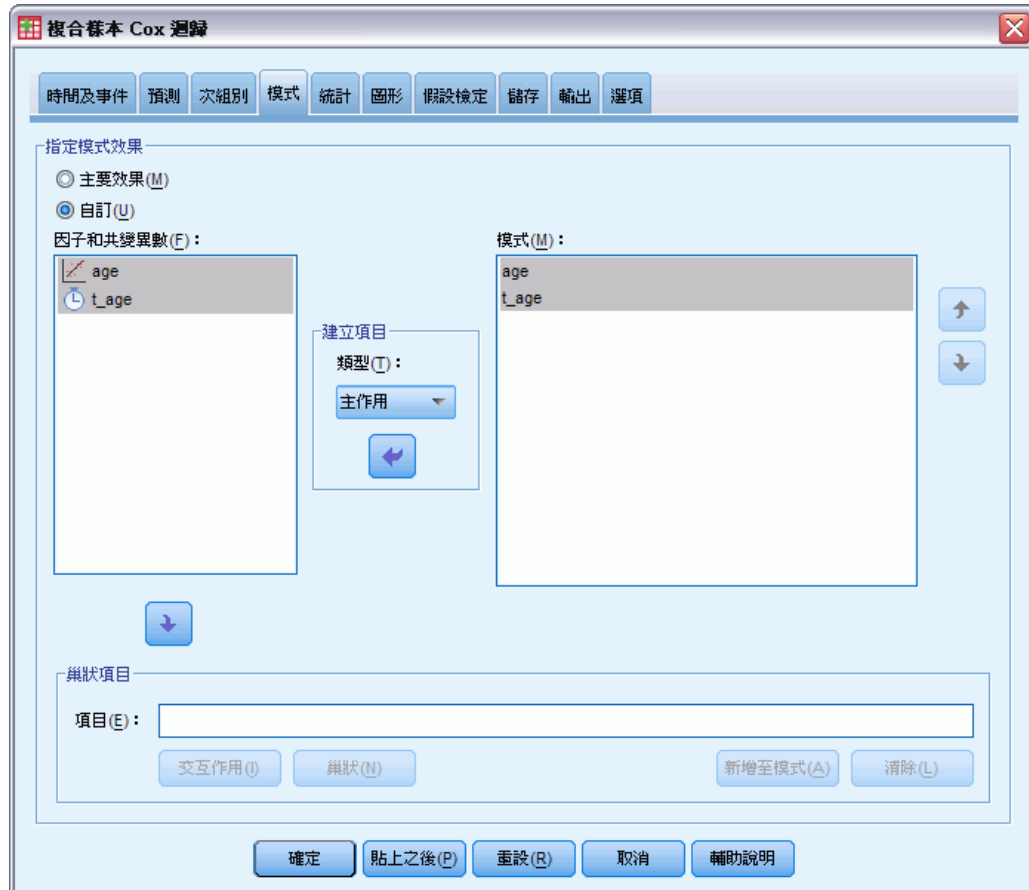 複合樣本 Cox 迴歸
時間及事件 預測 次組別 模式 統計 圖形 假設檢定 儲存 輸出 選項
指定模式效果
主要效果(M)
自訂(U)
因子和共變異數(F)：
age
t_age
建立項目
類型(T)：
主作用
模式(M)：
age
t_age
巢狀項目
項目(E)：
交互作用(I) 巢狀(N) 新增至模式(A) 清除(L)
確定 貼上之後(P) 重設(R) 取消 輔助說明